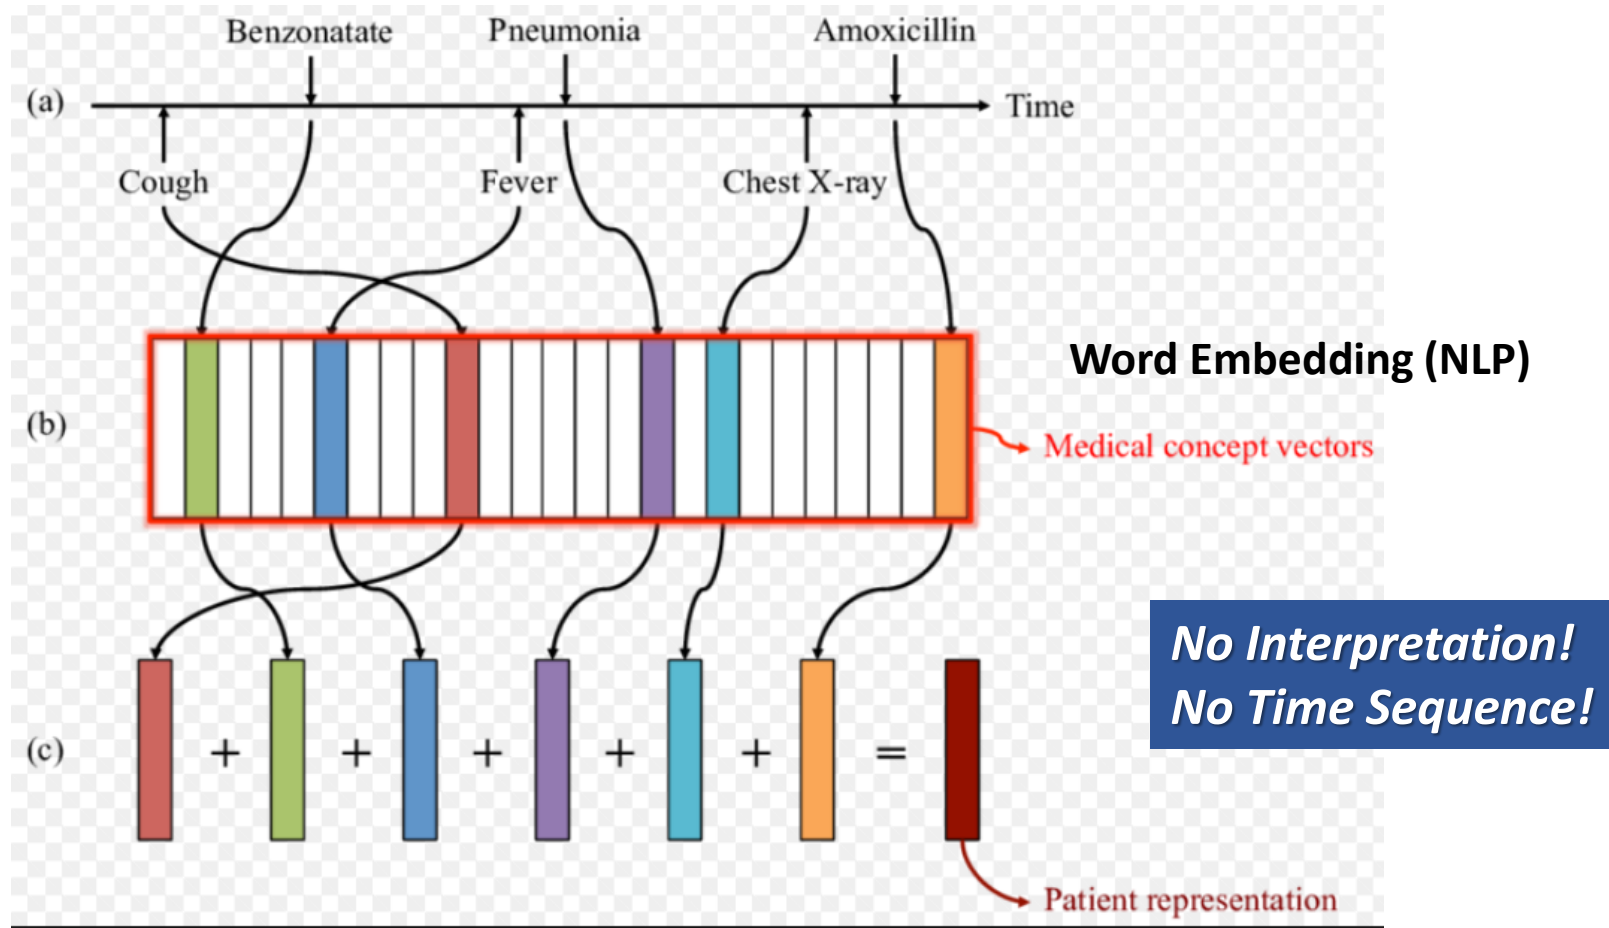 Benzonatate
Pneumonia
Amoxicillin
(a)
Time
Cough
Fever
Chest X-ray
Word Embedding (NLP)
(b)
Medical concept vectors
No Interpretation!
No Time Sequence!
(c)
+ + + + + =
Patient representation